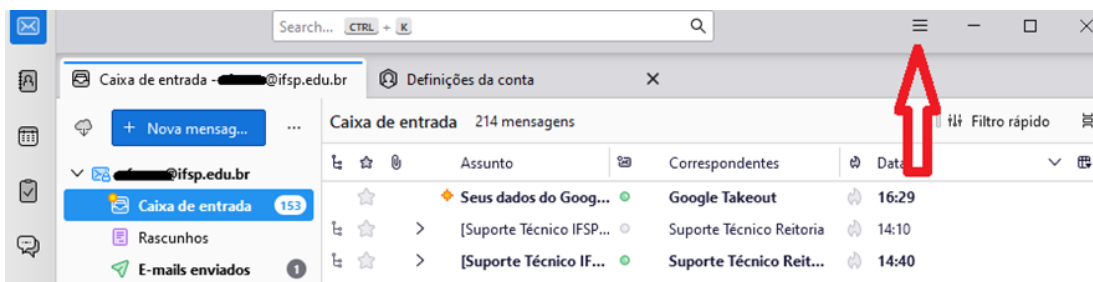 Search... CTRL + K
Caixa de entrada - @ifsp.edu.br Definições da conta
+ Nova mensag... ... Caixa de entrada 214 mensagens Filtro rápido
Assunto Correspondentes Data
@ifsp.edu.br
Caixa de entrada 153 Seus dados do Goog... Google Takeout 16:29
Rascunhos [Suporte Técnico IFSP... Suporte Técnico Reitoria 14:10
E-mails enviados 1 [Suporte Técnico IF... Suporte Técnico Reit... 14:40